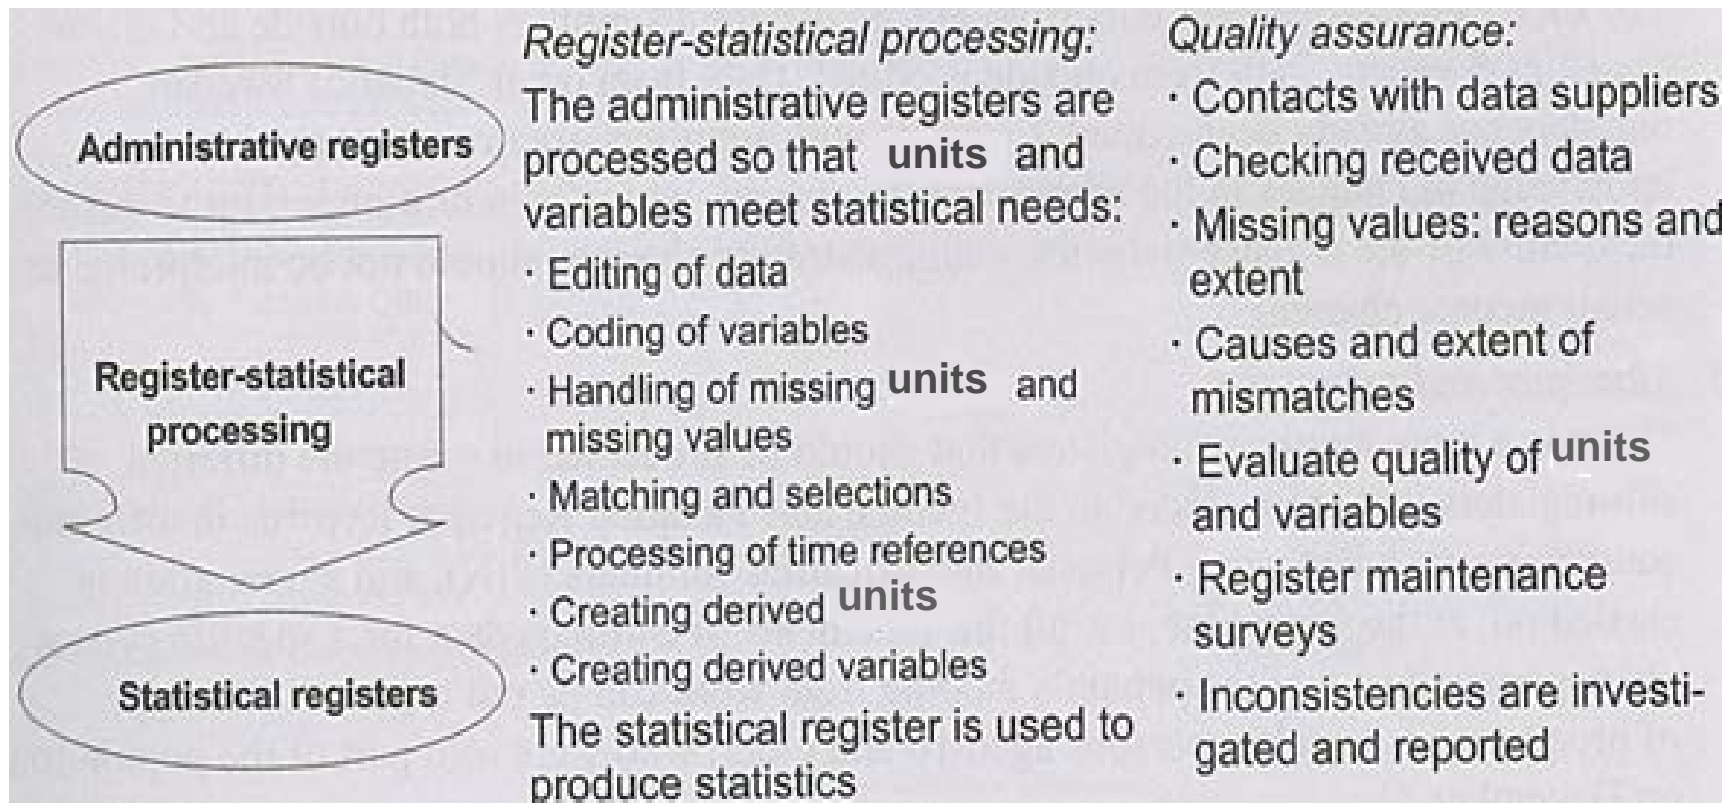 Administrative registers
Register-statistical
processing
Statistical registers
Register-statistical processing:
The administrative registers are
processed so that units and
variables meet statistical needs:
· Editing of data
· Coding of variables
· Handling of missing units and
missing values
· Matching and selections
· Processing of time references
· Creating derived units
· Creating derived variables
The statistical register is used to
produce statistics
Quality assurance:
· Contacts with data suppliers
· Checking received data
· Missing values: reasons and
extent
· Causes and extent of
mismatches
· Evaluate quality of units
and variables
· Register maintenance
surveys
· Inconsistencies are investi-
gated and reported